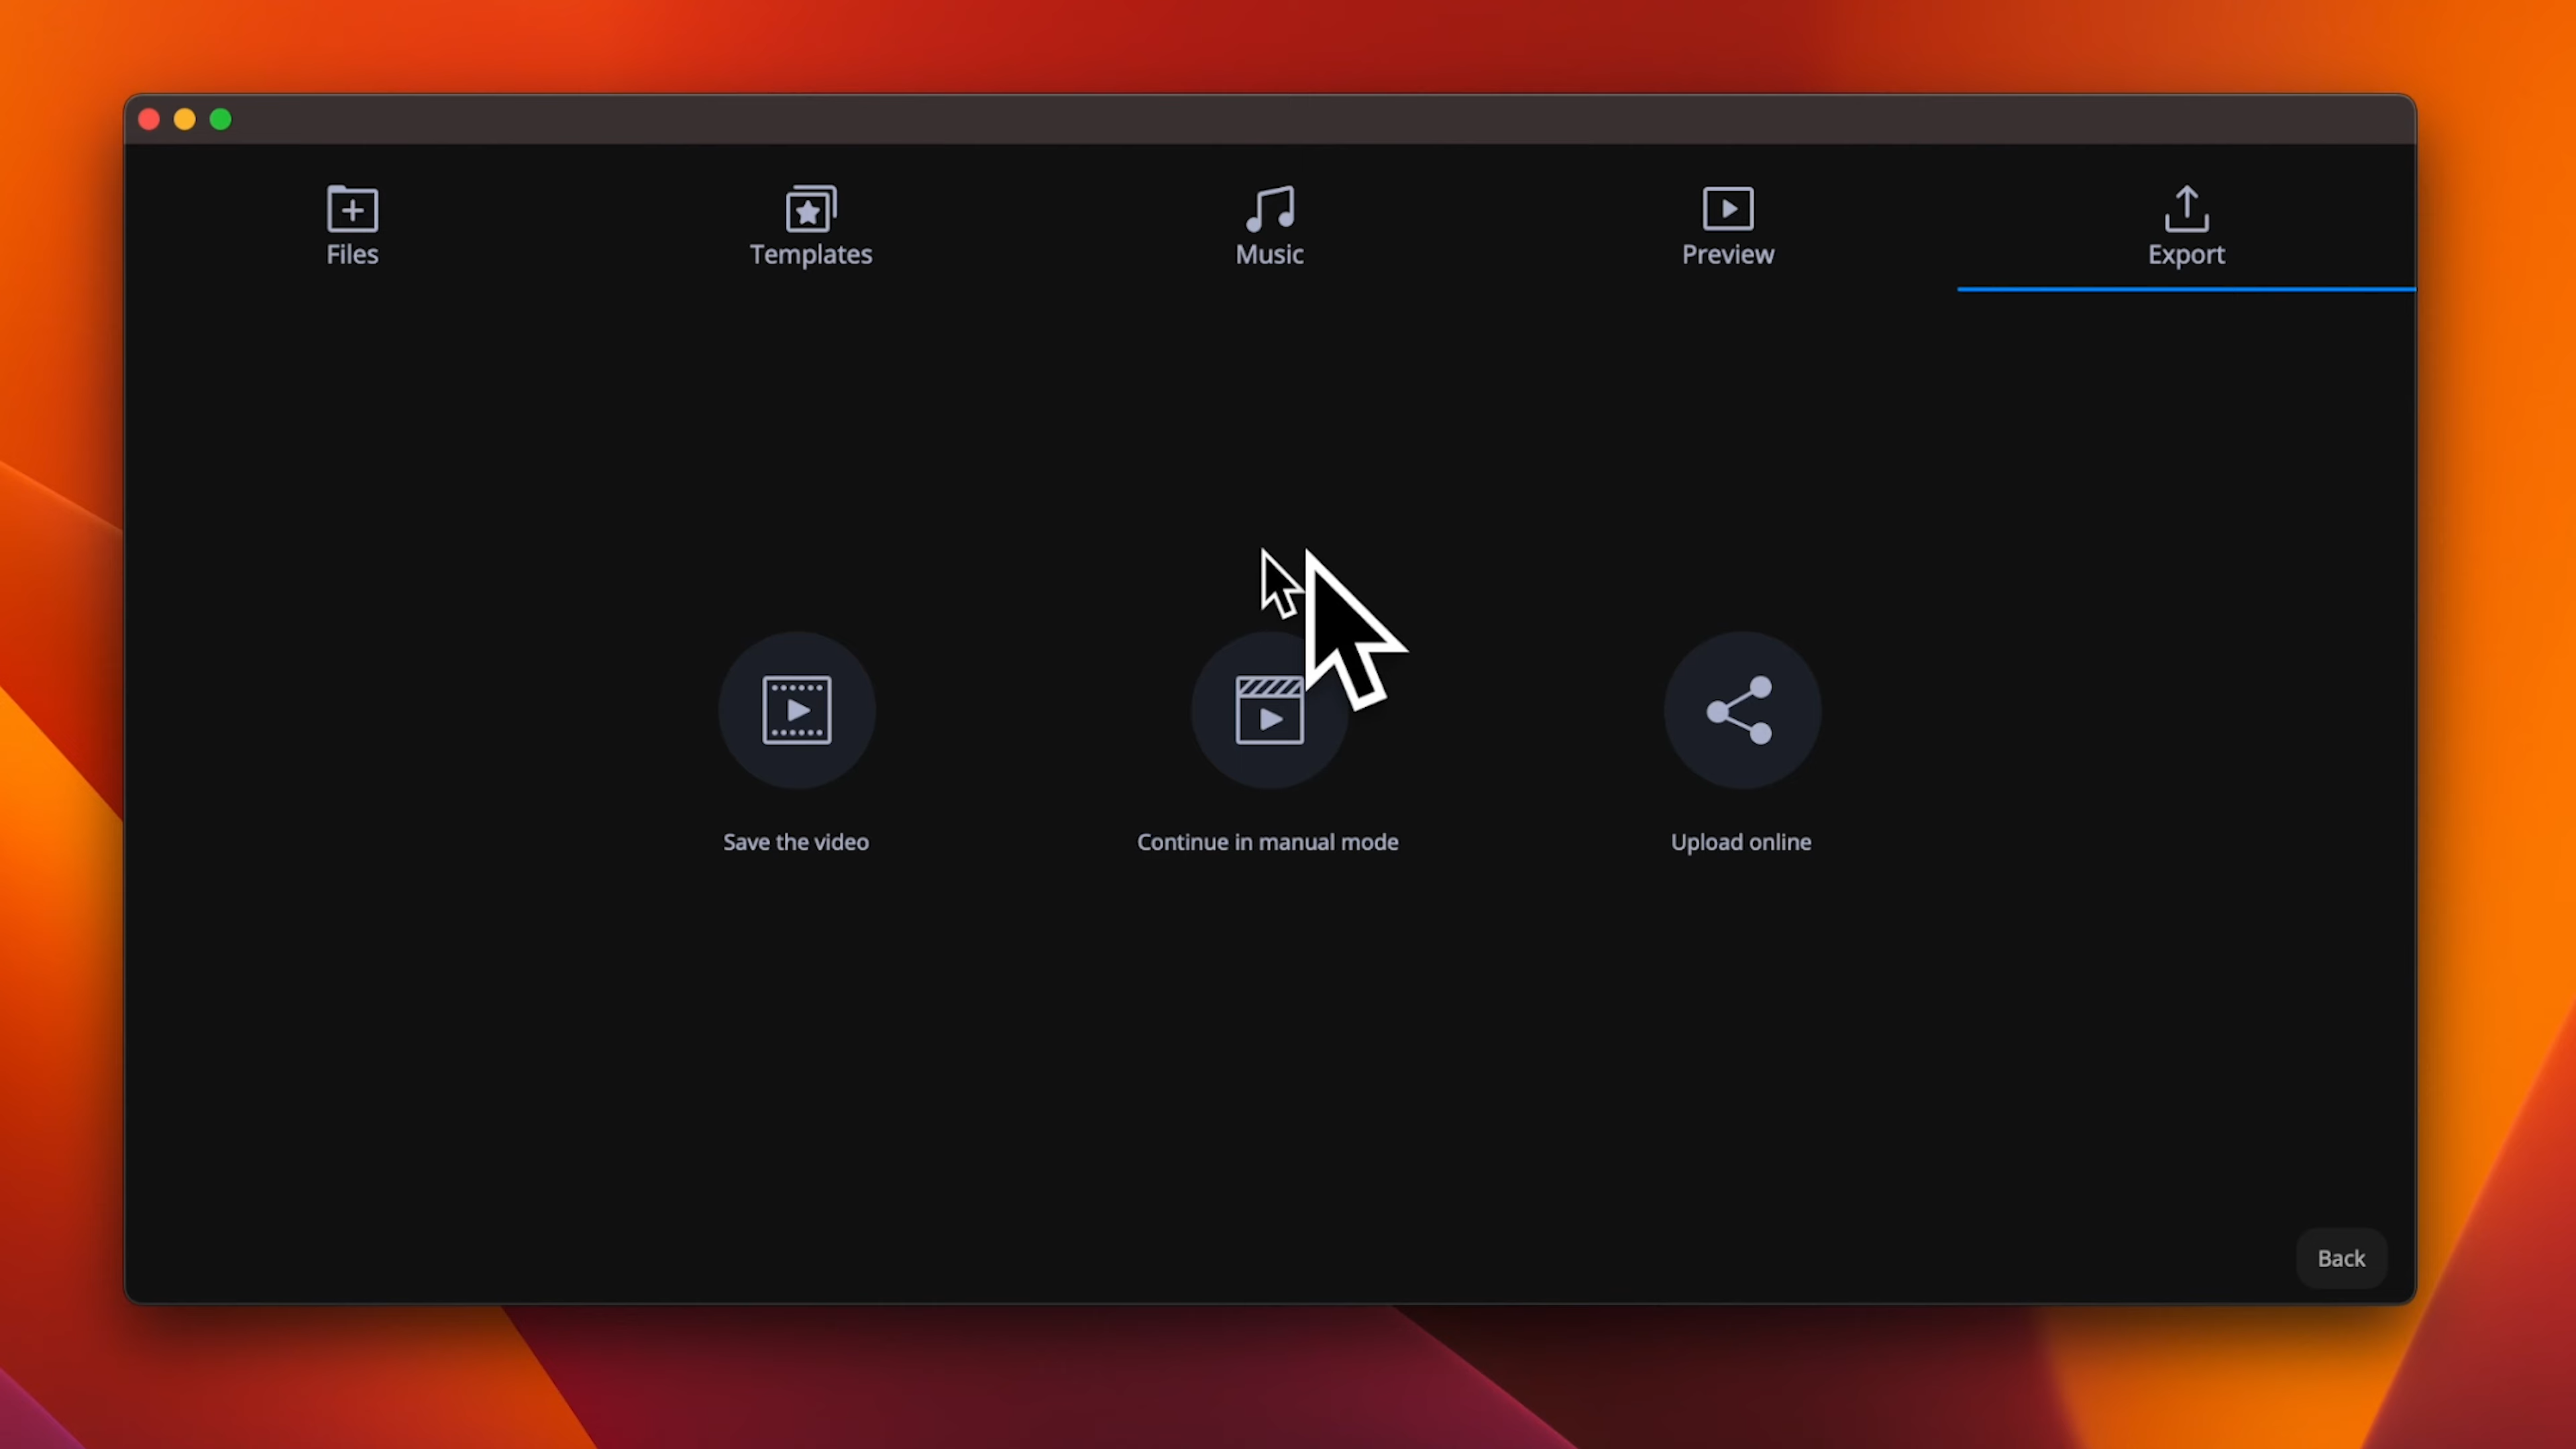 Files
Templates
Music
Preview
Export
Save the video
Continue in manual mode
Upload online
Back